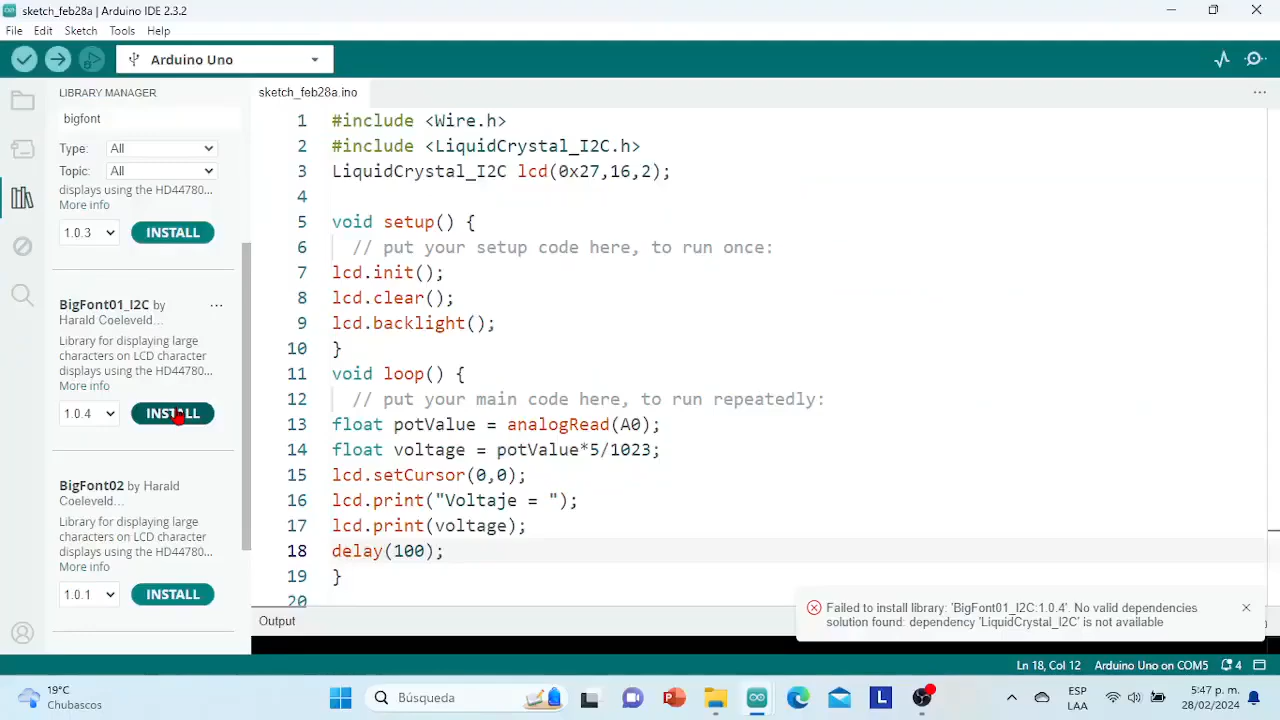 sketch_feb28a | Arduino IDE 2.3.2
File Edit Sketch Tools Help
Arduino Uno
LIBRARY MANAGER
bigfont
Type: All
Topic: All
displays using the HD44780...
More info
1.0.3 INSTALL
BigFont01_I2C by
Harald Coeleveld...
Library for displaying large
characters on LCD character
displays using the HD44780...
More info
1.0.4 INSTALL
BigFont02 by Harald
Coeleveld...
Library for displaying large
characters on LCD character
displays using the HD44780...
More info
1.0.1 INSTALL
sketch_feb28a.ino
1 #include <Wire.h>
2 #include <LiquidCrystal_I2C.h>
3 LiquidCrystal_I2C lcd(0x27,16,2);
4
5 void setup() {
6 // put your setup code here, to run once:
7 lcd.init();
8 lcd.clear();
9 lcd.backlight();
10 }
11 void loop() {
12 // put your main code here, to run repeatedly:
13 float potValue = analogRead(A0);
14 float voltage = potValue*5/1023;
15 lcd.setCursor(0,0);
16 lcd.print("Voltaje = ");
17 lcd.print(voltage);
18 delay(100);
19 }
20
Output
Failed to install library: 'BigFont01_I2C:1.0.4'. No valid dependencies
solution found: dependency 'LiquidCrystal_I2C' is not available
Ln 18, Col 12 Arduino Uno on COM5 4
19°C
Chubascos
Búsqueda
L
ESP
LAA
5:47 p. m.
28/02/2024